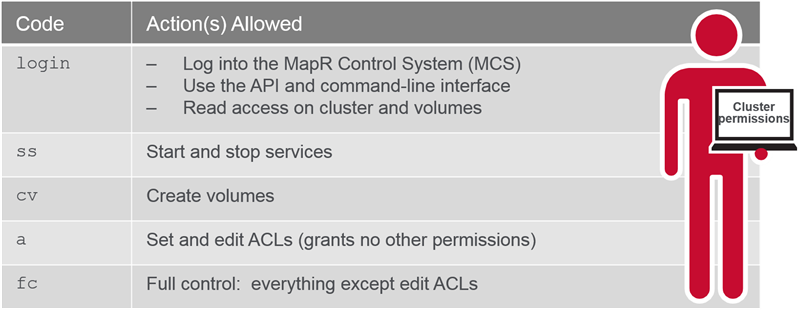 Code Action(s) Allowed
login – Log into the MapR Control System (MCS)
– Use the API and command-line interface
– Read access on cluster and volumes
ss Start and stop services
cv Create volumes
a Set and edit ACLs (grants no other permissions)
fc Full control: everything except edit ACLs
Cluster
permissions